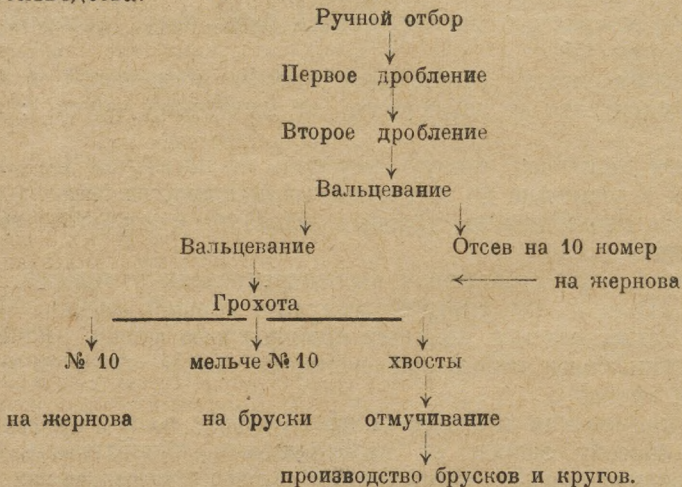 Ручной отбор
Первое дробление
Второе дробление
Вальцевание
Вальцевание Отсев на 10 номер
на жернова
Грохота
№ 10 мельче № 10 хвосты
на жернова на бруски отмучивание
производство брусков и кругов.